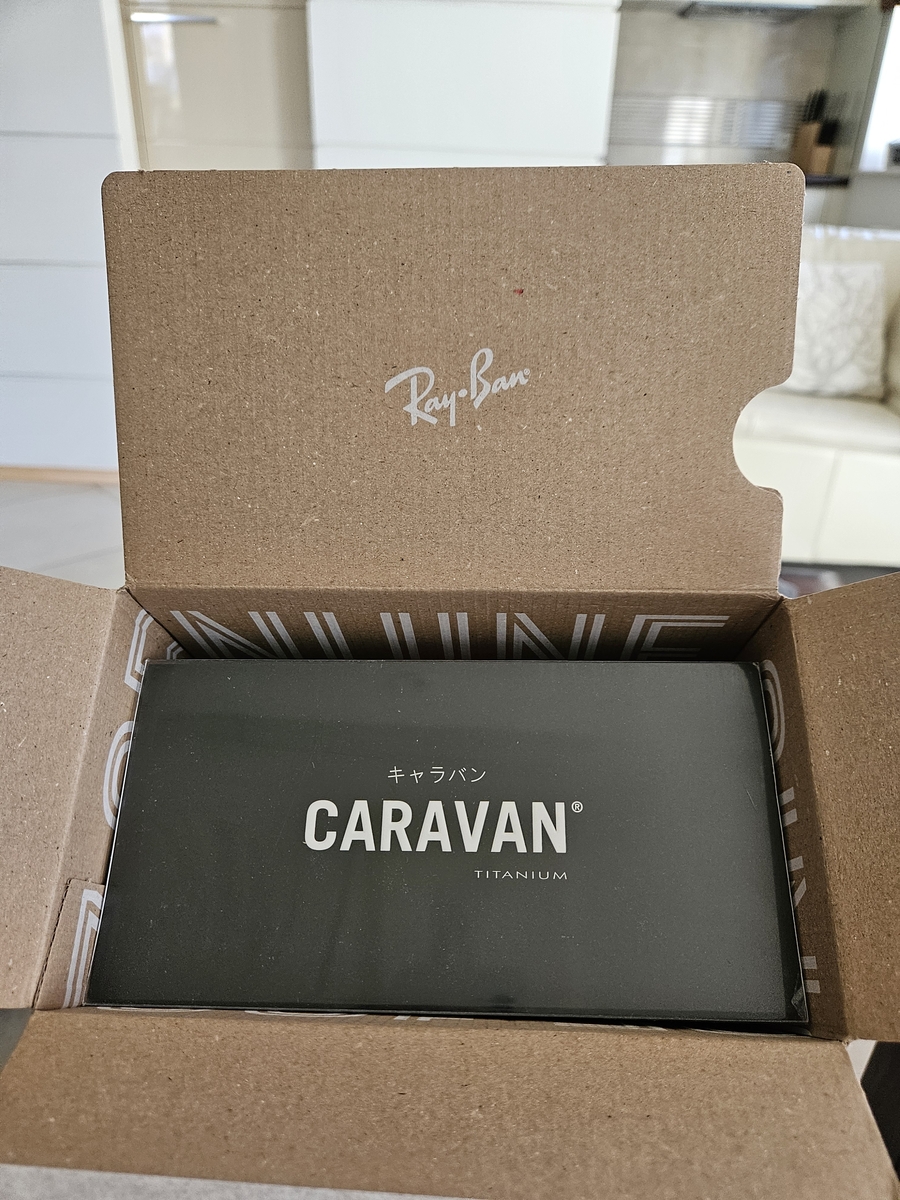 Ray-Ban
キャラバン
CARAVAN®
TITANIUM